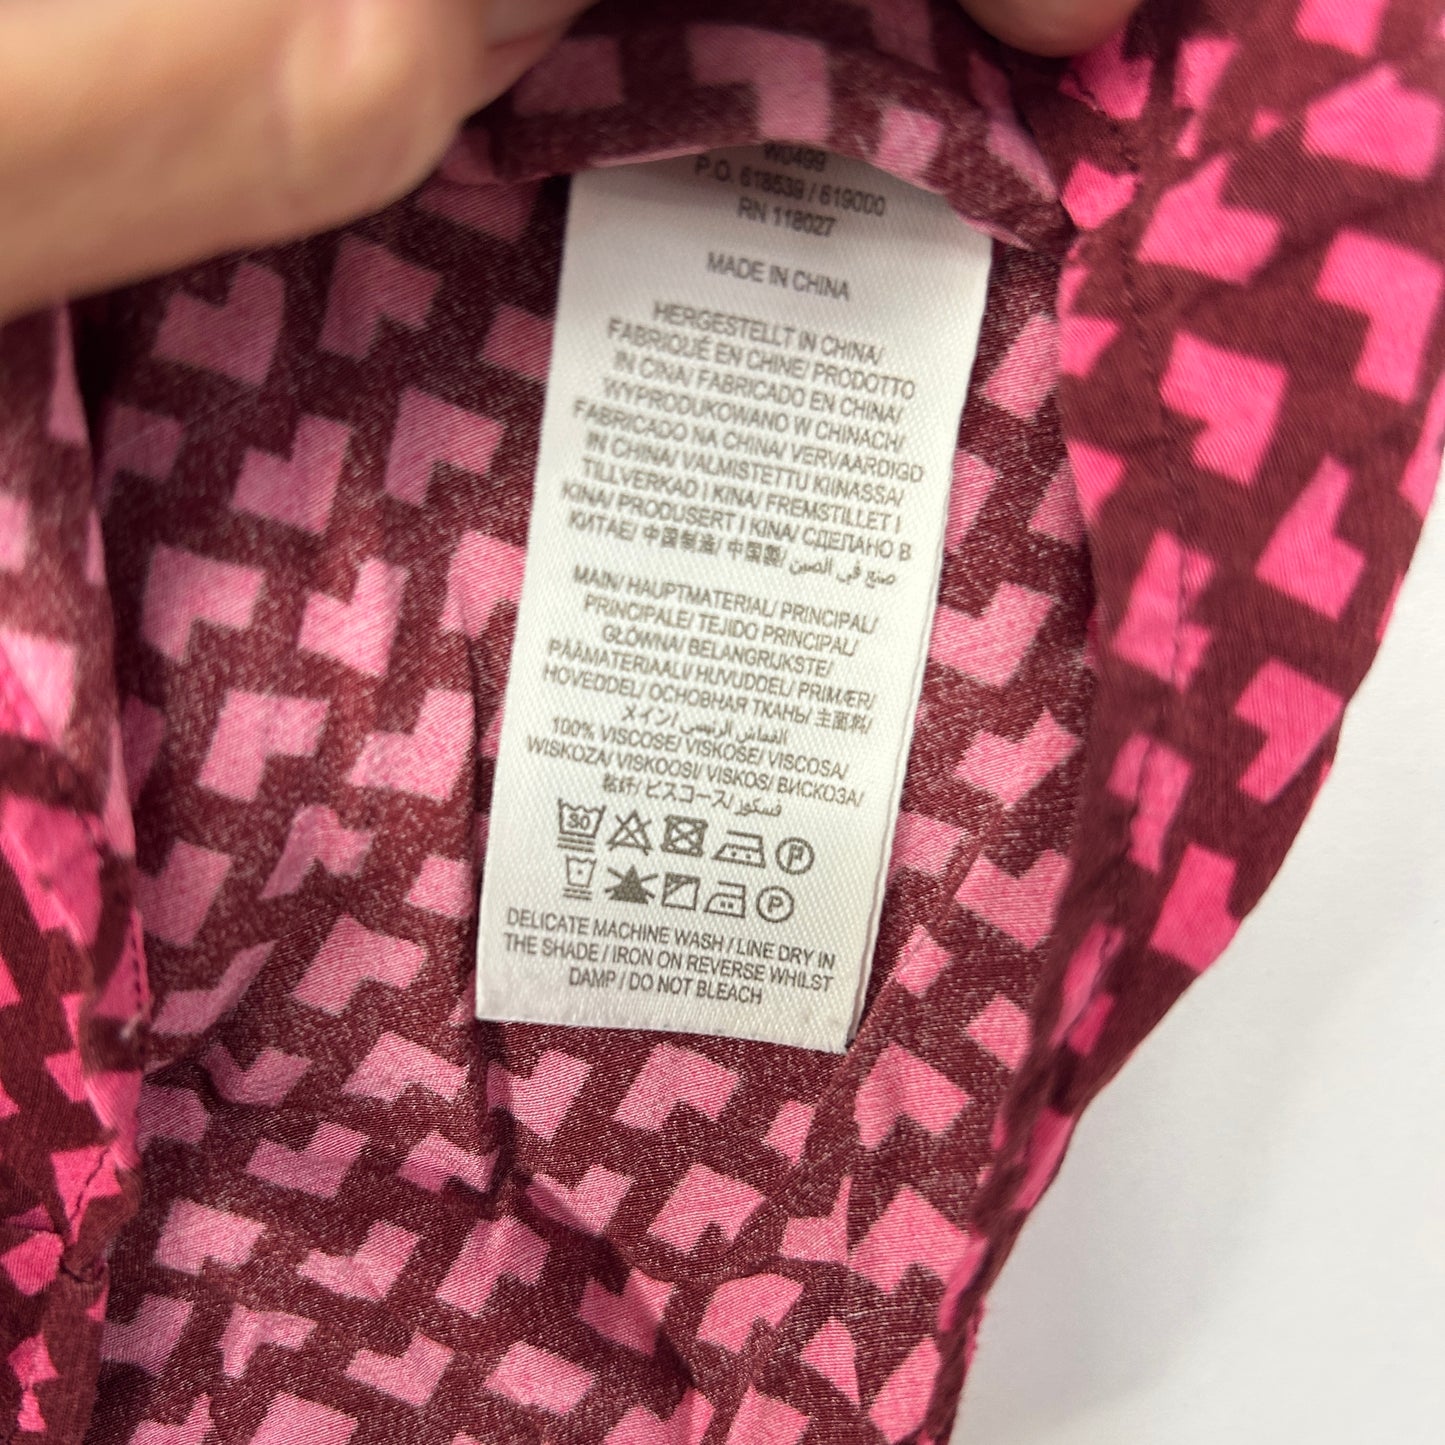 W0499
P.O. 618539 / 619000
RN 118027
MADE IN CHINA
HERGESTELLT IN CHINA/
FABRIQUÉ EN CHINE/ PRODOTTO
IN CINA/ FABRICADO EN CHINA/
WYPRODUKOWANO W CHINACH/
FABRICADO NA CHINA/ VERVAARDIGD
IN CHINA/ VALMISTETTU KIINASSA/
TILLVERKAD I KINA/ FREMSTILLET I
KINA/ PRODUSERT I KINA/ СДЕЛАНО В
КИТАЕ/ 中国制造/ 中国製/ صنع في الصين
MAIN/ HAUPTMATERIAL/ PRINCIPAL/
PRINCIPALE/ TEJIDO PRINCIPAL/
GŁÓWNA/ BELANGRIJKSTE/
PÄÄMATERIAALI/ HUVUDDEL/ PRIMÆR/
HOVEDDEL/ ОСНОВНАЯ ТКАНЬ/ 主面料/
メイン/ القماش الرئيسي
100% VISCOSE/ VISKOSE/ VISCOSA/
WISKOZA/ VISKOOSI/ VISKOS/ ВИСКОЗА/
粘纤/ ビスコース/ فسكوز
30 P
P
DELICATE MACHINE WASH / LINE DRY IN
THE SHADE / IRON ON REVERSE WHILST
DAMP / DO NOT BLEACH